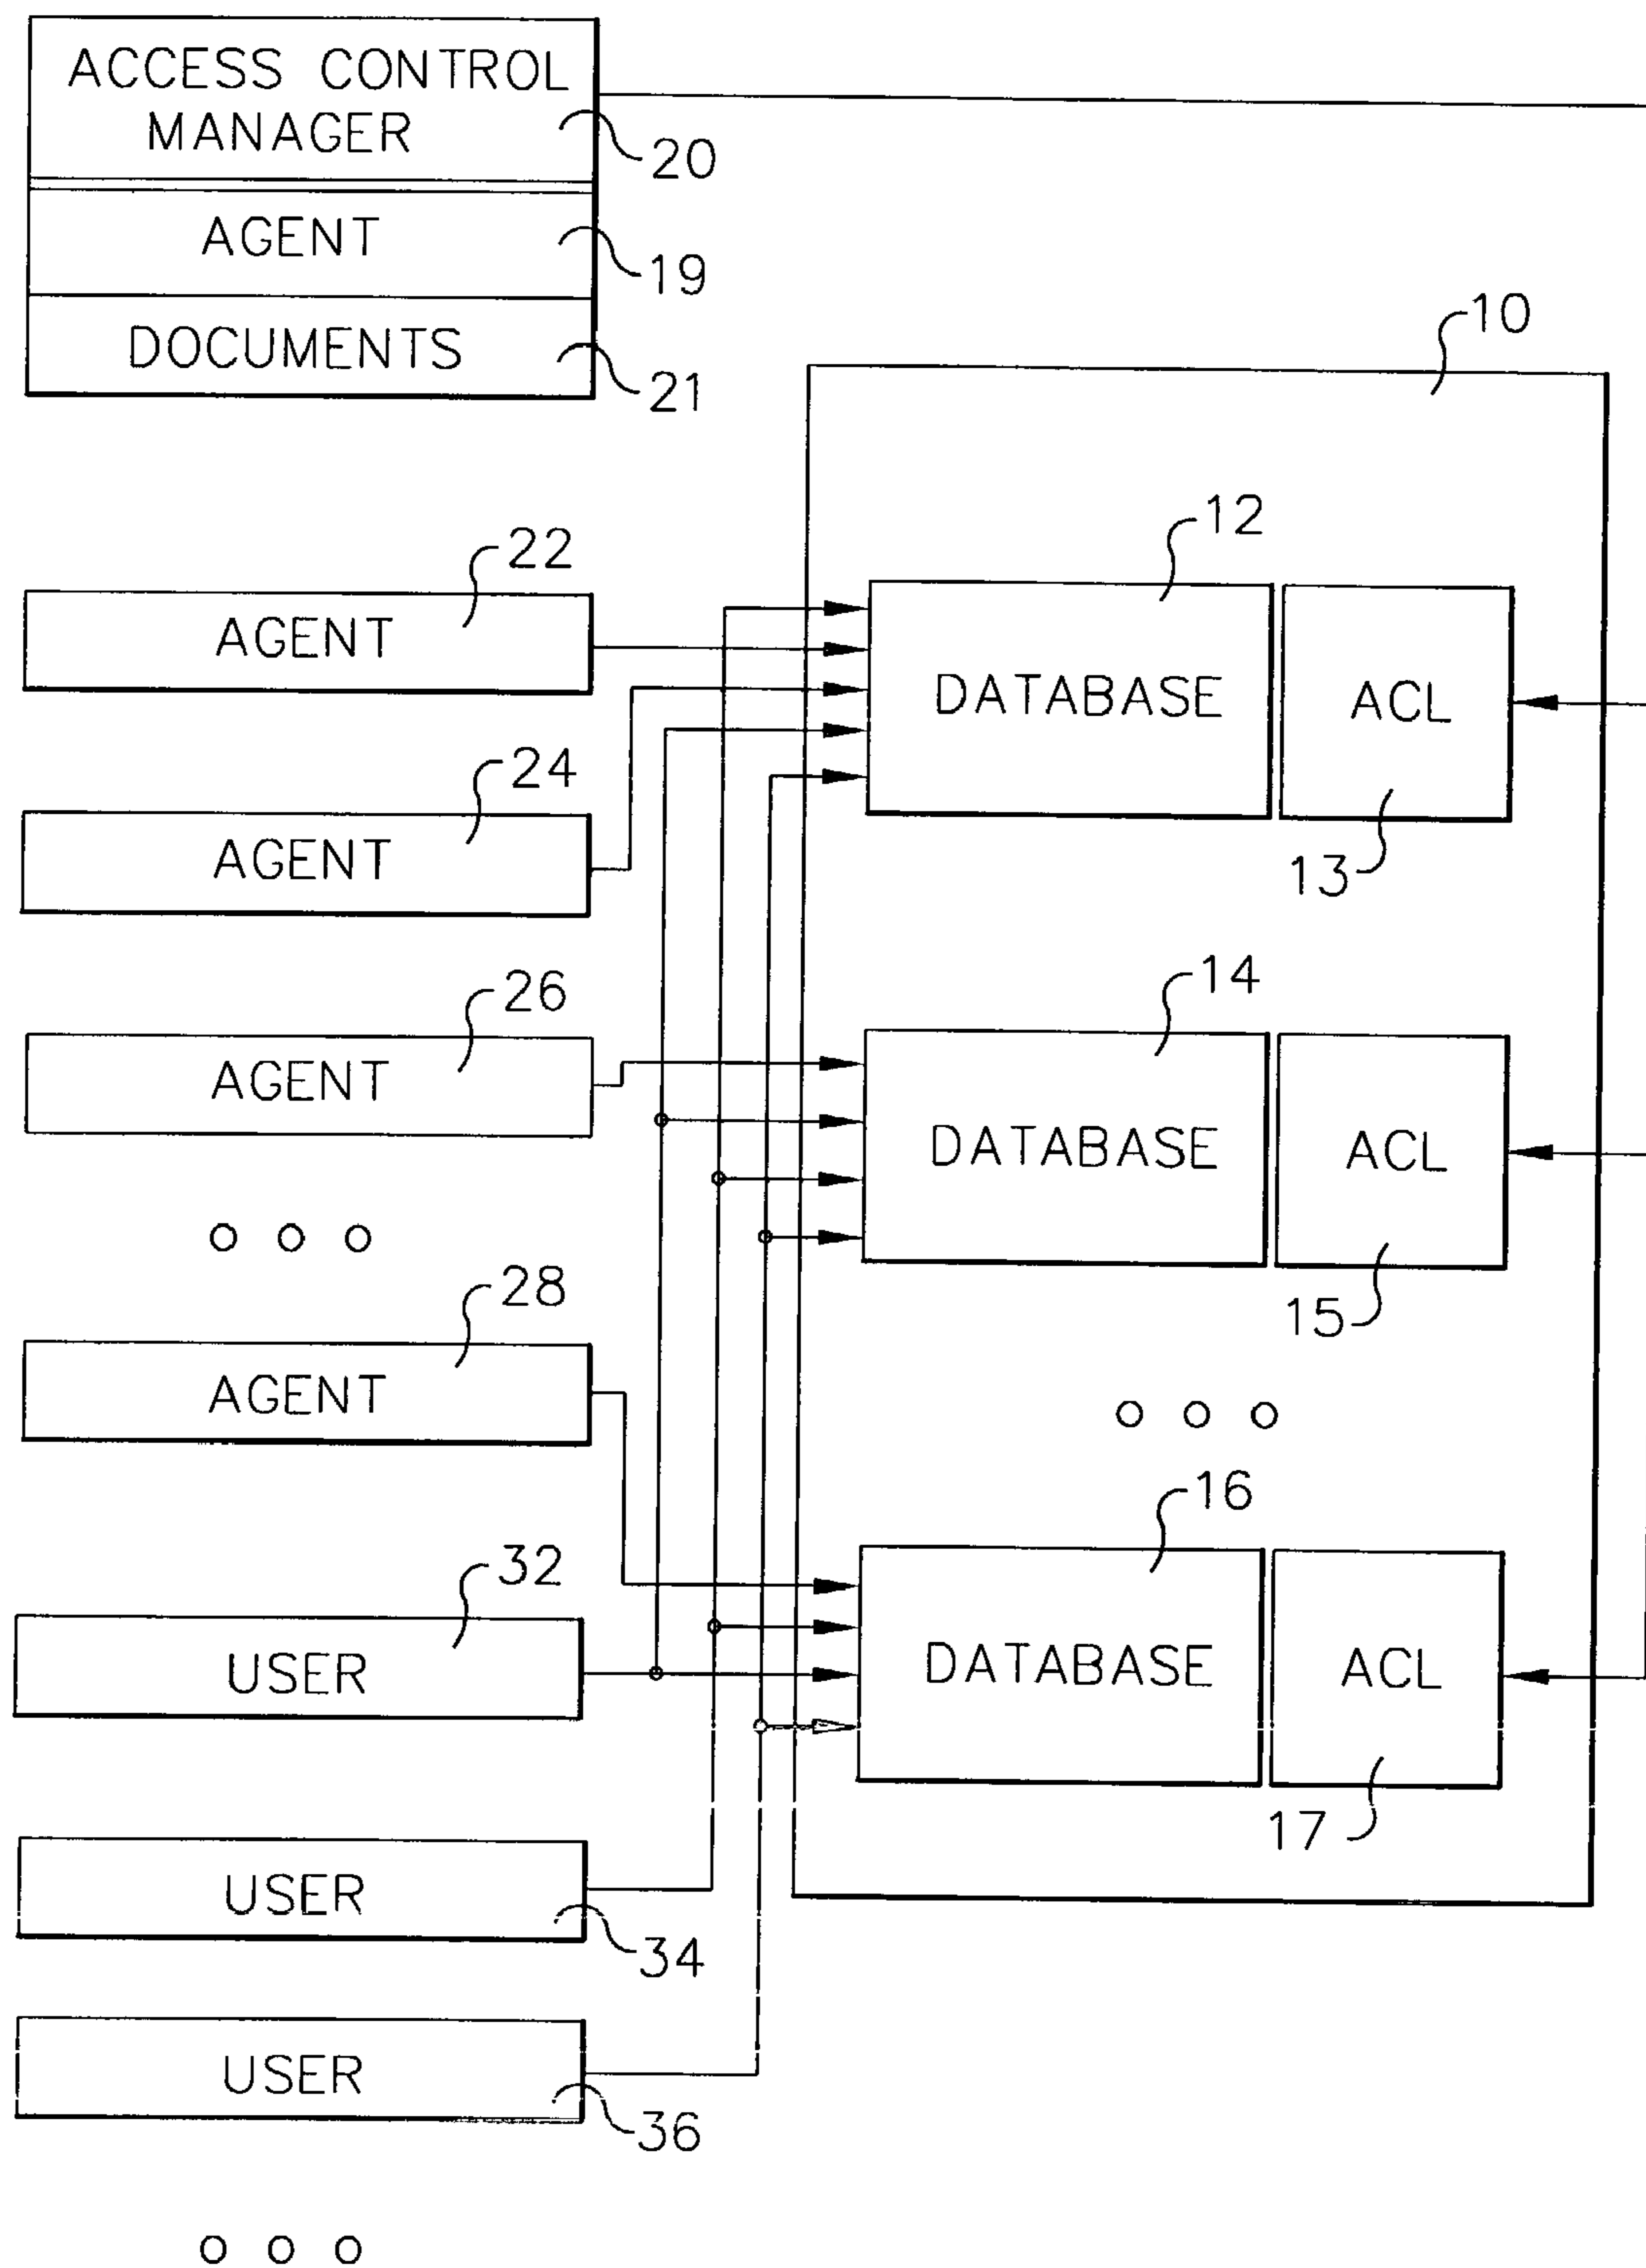 ACCESS CONTROL
MANAGER
20
AGENT
19
DOCUMENTS
21
10
22
AGENT
12
DATABASE
ACL
13
24
AGENT
26
AGENT
14
DATABASE
ACL
15
28
AGENT
16
DATABASE
ACL
17
32
USER
USER
34
USER
36